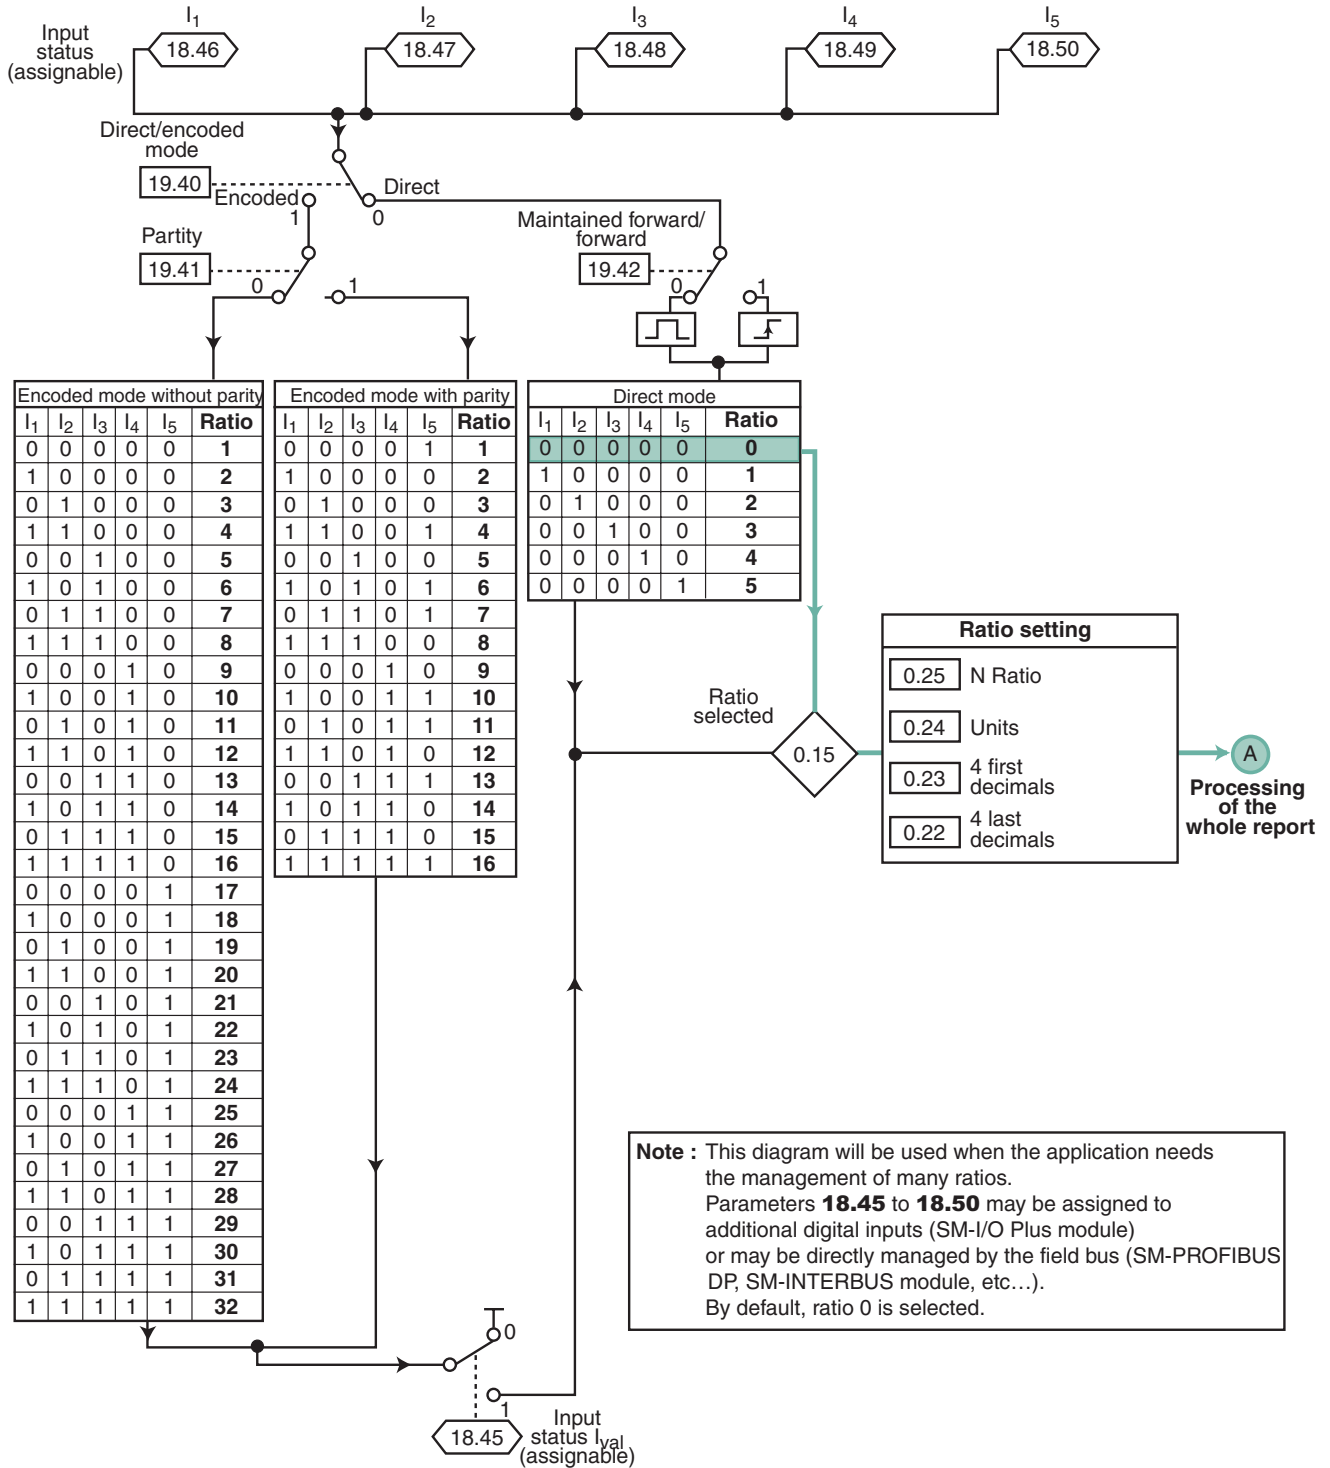 I1 I2 I3 I4 I5
Input
status
(assignable)
18.46 18.47 18.48 18.49 18.50
Direct/encoded
mode
19.40
Encoded
1
Direct
0
Partity
19.41
0 1
Maintained forward/
forward
19.42
0 1
Encoded mode without parity
I1 I2 I3 I4 I5 Ratio
0 0 0 0 0 1
1 0 0 0 0 2
0 1 0 0 0 3
1 1 0 0 0 4
0 0 1 0 0 5
1 0 1 0 0 6
0 1 1 0 0 7
1 1 1 0 0 8
0 0 0 1 0 9
1 0 0 1 0 10
0 1 0 1 0 11
1 1 0 1 0 12
0 0 1 1 0 13
1 0 1 1 0 14
0 1 1 1 0 15
1 1 1 1 0 16
0 0 0 0 1 17
1 0 0 0 1 18
0 1 0 0 1 19
1 1 0 0 1 20
0 0 1 0 1 21
1 0 1 0 1 22
0 1 1 0 1 23
1 1 1 0 1 24
0 0 0 1 1 25
1 0 0 1 1 26
0 1 0 1 1 27
1 1 0 1 1 28
0 0 1 1 1 29
1 0 1 1 1 30
0 1 1 1 1 31
1 1 1 1 1 32
Encoded mode with parity
I1 I2 I3 I4 I5 Ratio
0 0 0 0 1 1
1 0 0 0 0 2
0 1 0 0 0 3
1 1 0 0 1 4
0 0 1 0 0 5
1 0 1 0 1 6
0 1 1 0 1 7
1 1 1 0 0 8
0 0 0 1 0 9
1 0 0 1 1 10
0 1 0 1 1 11
1 1 0 1 0 12
0 0 1 1 1 13
1 0 1 1 0 14
0 1 1 1 0 15
1 1 1 1 1 16
Direct mode
I1 I2 I3 I4 I5 Ratio
0 0 0 0 0 0
1 0 0 0 0 1
0 1 0 0 0 2
0 0 1 0 0 3
0 0 0 1 0 4
0 0 0 0 1 5
Ratio
selected
0.15
Ratio setting
0.25 N Ratio
0.24 Units
0.23 4 first
decimals
0.22 4 last
decimals
A
Processing
of the
whole report
Note : This diagram will be used when the application needs
the management of many ratios.
Parameters 18.45 to 18.50 may be assigned to
additional digital inputs (SM-I/O Plus module)
or may be directly managed by the field bus (SM-PROFIBUS
DP, SM-INTERBUS module, etc…).
By default, ratio 0 is selected.
0
1
18.45
Input
status Ival
(assignable)